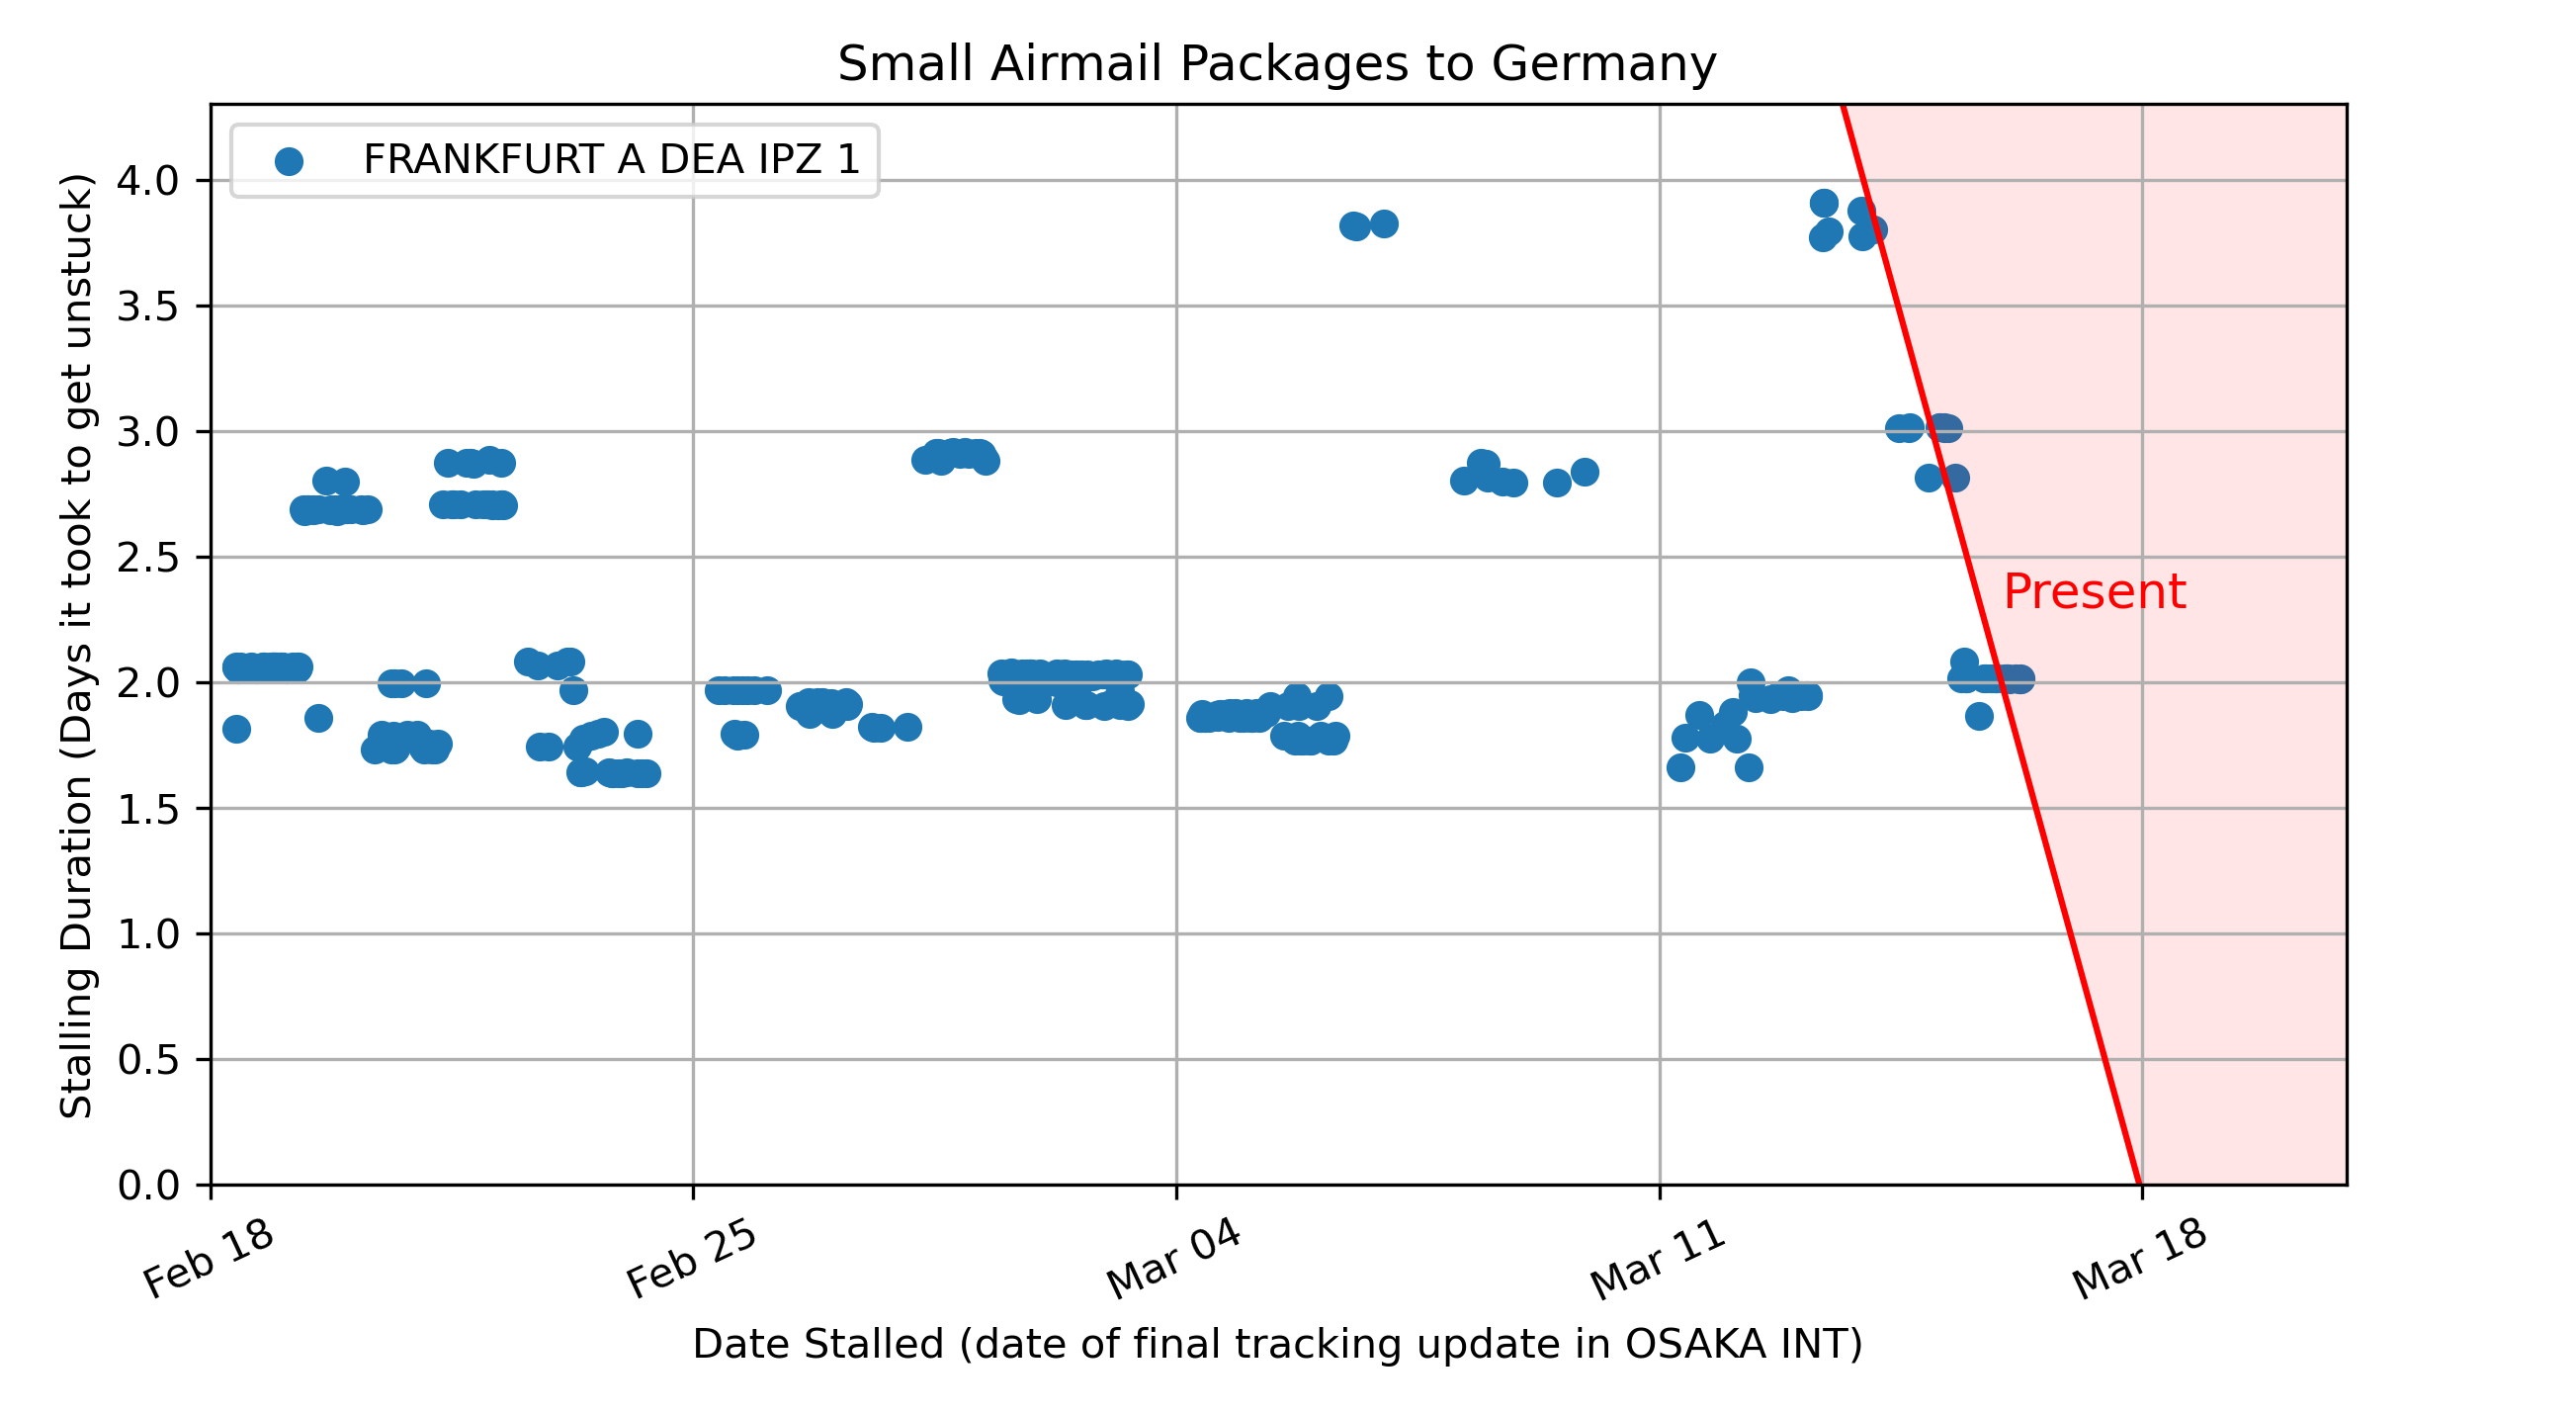 Small Airmail Packages to Germany
FRANKFURT A DEA IPZ 1
Stalling Duration (Days it took to get unstuck)
4.0
3.5
3.0
2.5
2.0
1.5
1.0
0.5
0.0
Present
Feb 18
Feb 25
Mar 04
Mar 11
Mar 18
Date Stalled (date of final tracking update in OSAKA INT)